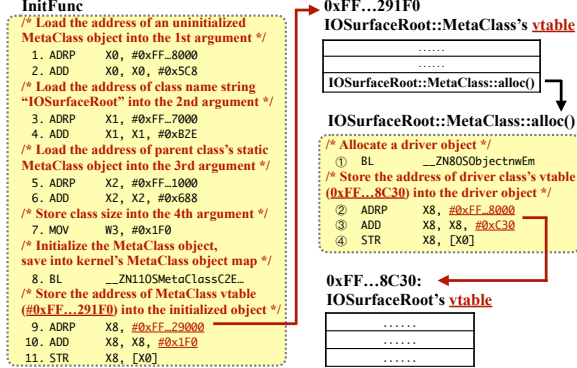 InitFunc
/* Load the address of an uninitialized
MetaClass object into the 1st argument */
1. ADRP X0, #0xFF…8000
2. ADD X0, X0, #0x5C8
/* Load the address of class name string
“IOSurfaceRoot” into the 2nd argument */
3. ADRP X1, #0xFF…7000
4. ADD X1, X1, #0xB2E
/* Load the address of parent class’s static
MetaClass object into the 3rd argument */
5. ADRP X2, #0xFF…1000
6. ADD X2, X2, #0x688
/* Store class size into the 4th argument */
7. MOV W3, #0x1F0
/* Initialize the MetaClass object,
save into kernel’s MetaClass object map */
8. BL __ZN11OSMetaClassC2E…
/* Store the address of MetaClass vtable
(#0xFF…291F0) into the initialized object */
9. ADRP X8, #0xFF…29000
10. ADD X8, X8, #0x1F0
11. STR X8, [X0]
0xFF…291F0
IOSurfaceRoot::MetaClass’s vtable
……
……
IOSurfaceRoot::MetaClass::alloc()
IOSurfaceRoot::MetaClass::alloc()
/* Allocate a driver object */
① BL __ZN8OSObjectnwEm
/* Store the address of driver class’s vtable
(0xFF…8C30) into the driver object */
② ADRP X8, #0xFF…8000
③ ADD X8, X8, #0xC30
④ STR X8, [X0]
0xFF…8C30:
IOSurfaceRoot's vtable
……
……
……